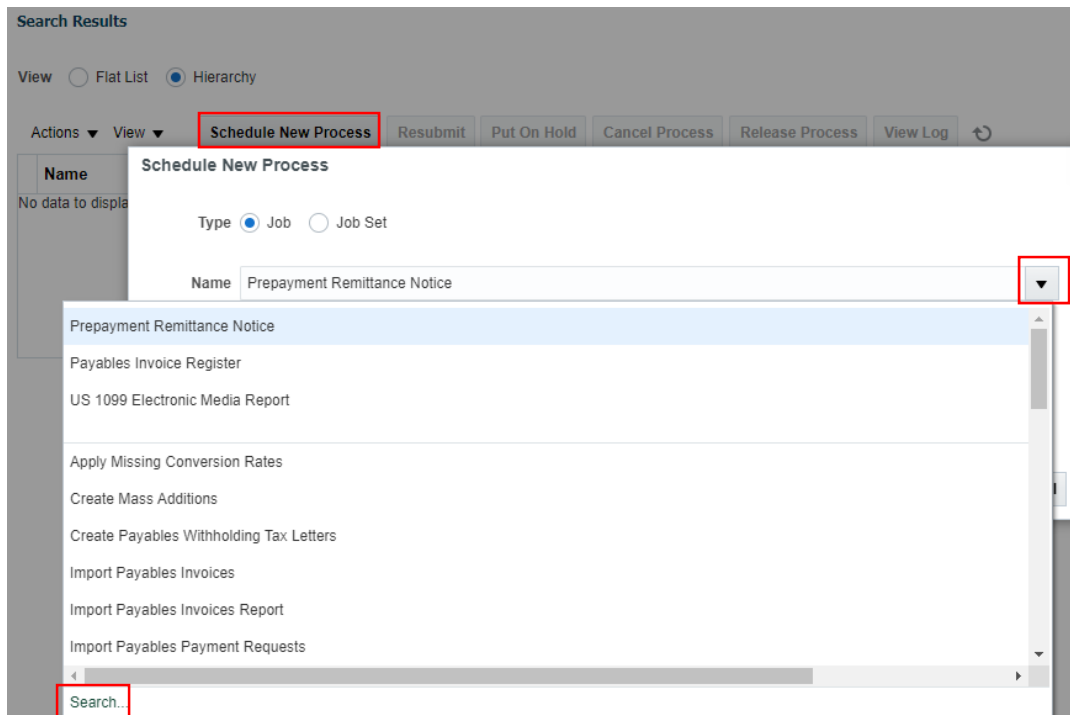 Search Results
View Flat List Hierarchy
Actions View Schedule New Process Resubmit Put On Hold Cancel Process Release Process View Log
Name
Schedule New Process
No data to displa
Type Job Job Set
Name Prepayment Remittance Notice
Prepayment Remittance Notice
Payables Invoice Register
US 1099 Electronic Media Report
Apply Missing Conversion Rates
Create Mass Additions
Create Payables Withholding Tax Letters
Import Payables Invoices
Import Payables Invoices Report
Import Payables Payment Requests
Search...